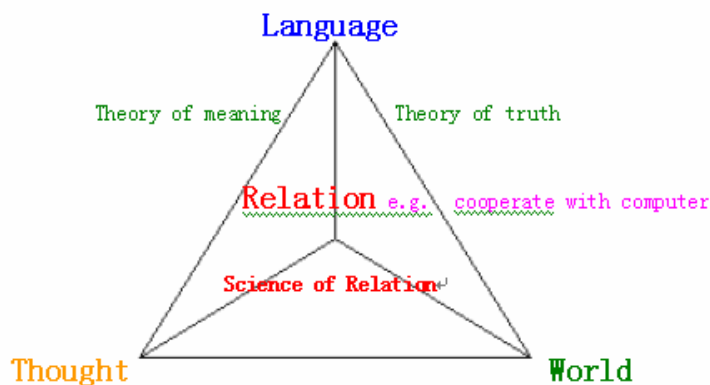 Language
Theory of meaning
Theory of truth
Relation e.g. cooperate with computer
Science of Relation↵
Thought
World